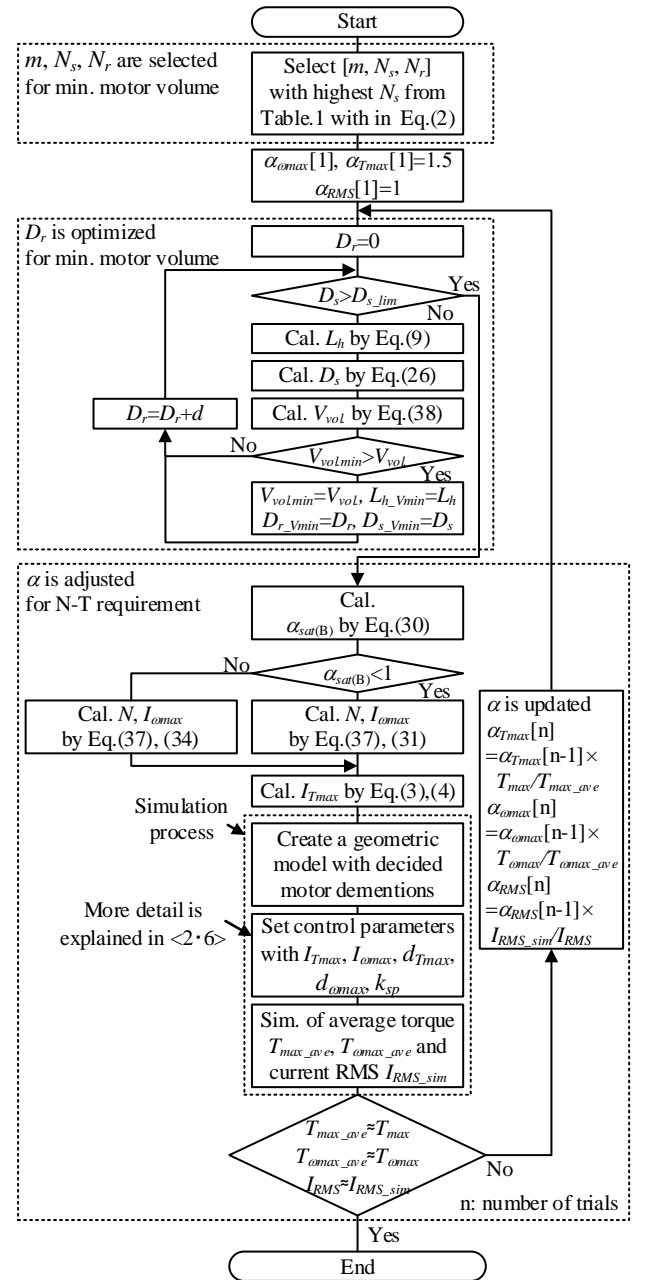 Start
m, Ns, Nr are selected
for min. motor volume
Select [m, Ns, Nr]
with highest Ns from
Table.1 with in Eq.(2)
αωmax[1], αTmax[1]=1.5
αRMS[1]=1
Dr is optimized
for min. motor volume
Dr=0
Ds>Ds_lim
Yes
No
Cal. Lh by Eq.(9)
Cal. Ds by Eq.(26)
Dr=Dr+d
Cal. Vvol by Eq.(38)
No
Vvolmin>Vvol
Yes
Vvolmin=Vvol, Lh_Vmin=Lh
Dr_Vmin=Dr, Ds_Vmin=Ds
α is adjusted
for N-T requirement
Cal.
αsat(B) by Eq.(30)
No
αsat(B)<1
Yes
Cal. N, Iωmax
by Eq.(37), (34)
Cal. N, Iωmax
by Eq.(37), (31)
Cal. ITmax by Eq.(3),(4)
Simulation
process
Create a geometric
model with decided
motor dementions
More detail is
explained in <2・6>
Set control parameters
with ITmax, Iωmax, dTmax,
dωmax, ksp
Sim. of average torque
Tmax_ave, Tωmax_ave and
current RMS IRMS_sim
α is updated
αTmax[n]
=αTmax[n-1]×
Tmax/Tmax_ave
αωmax[n]
=αωmax[n-1]×
Tωmax/Tωmax_ave
αRMS[n]
=αRMS[n-1]×
IRMS_sim/IRMS
Tmax_ave≈Tmax
Tωmax_ave≈Tωmax
IRMS≈IRMS_sim
No
n: number of trials
Yes
End